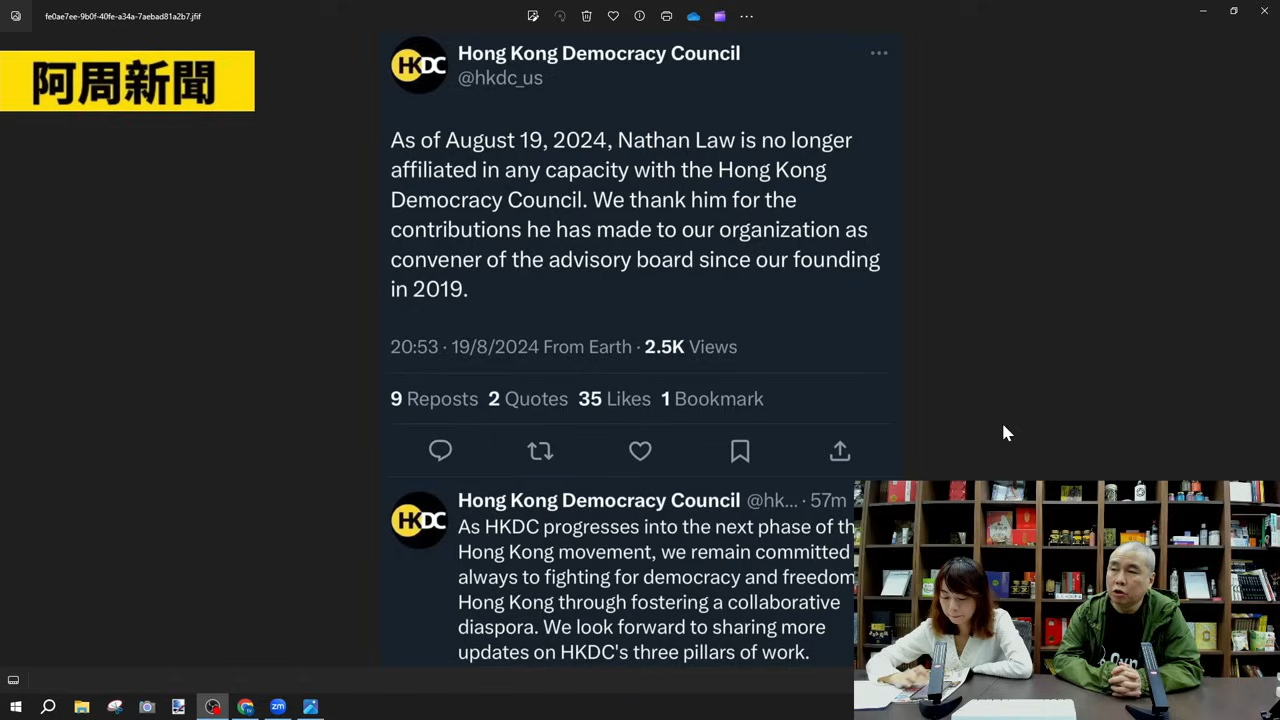 fe0ae7ee-9b0f-40fe-a34a-7aebad81a2b7.jfif
阿周新聞
HKDC
Hong Kong Democracy Council
@hkdc_us
As of August 19, 2024, Nathan Law is no longer
affiliated in any capacity with the Hong Kong
Democracy Council. We thank him for the
contributions he has made to our organization as
convener of the advisory board since our founding
in 2019.
20:53 · 19/8/2024 From Earth · 2.5K Views
9 Reposts 2 Quotes 35 Likes 1 Bookmark
HKDC
Hong Kong Democracy Council @hk... · 57m
As HKDC progresses into the next phase of th
Hong Kong movement, we remain committed
always to fighting for democracy and freedom
Hong Kong through fostering a collaborative
diaspora. We look forward to sharing more
updates on HKDC's three pillars of work.
zm